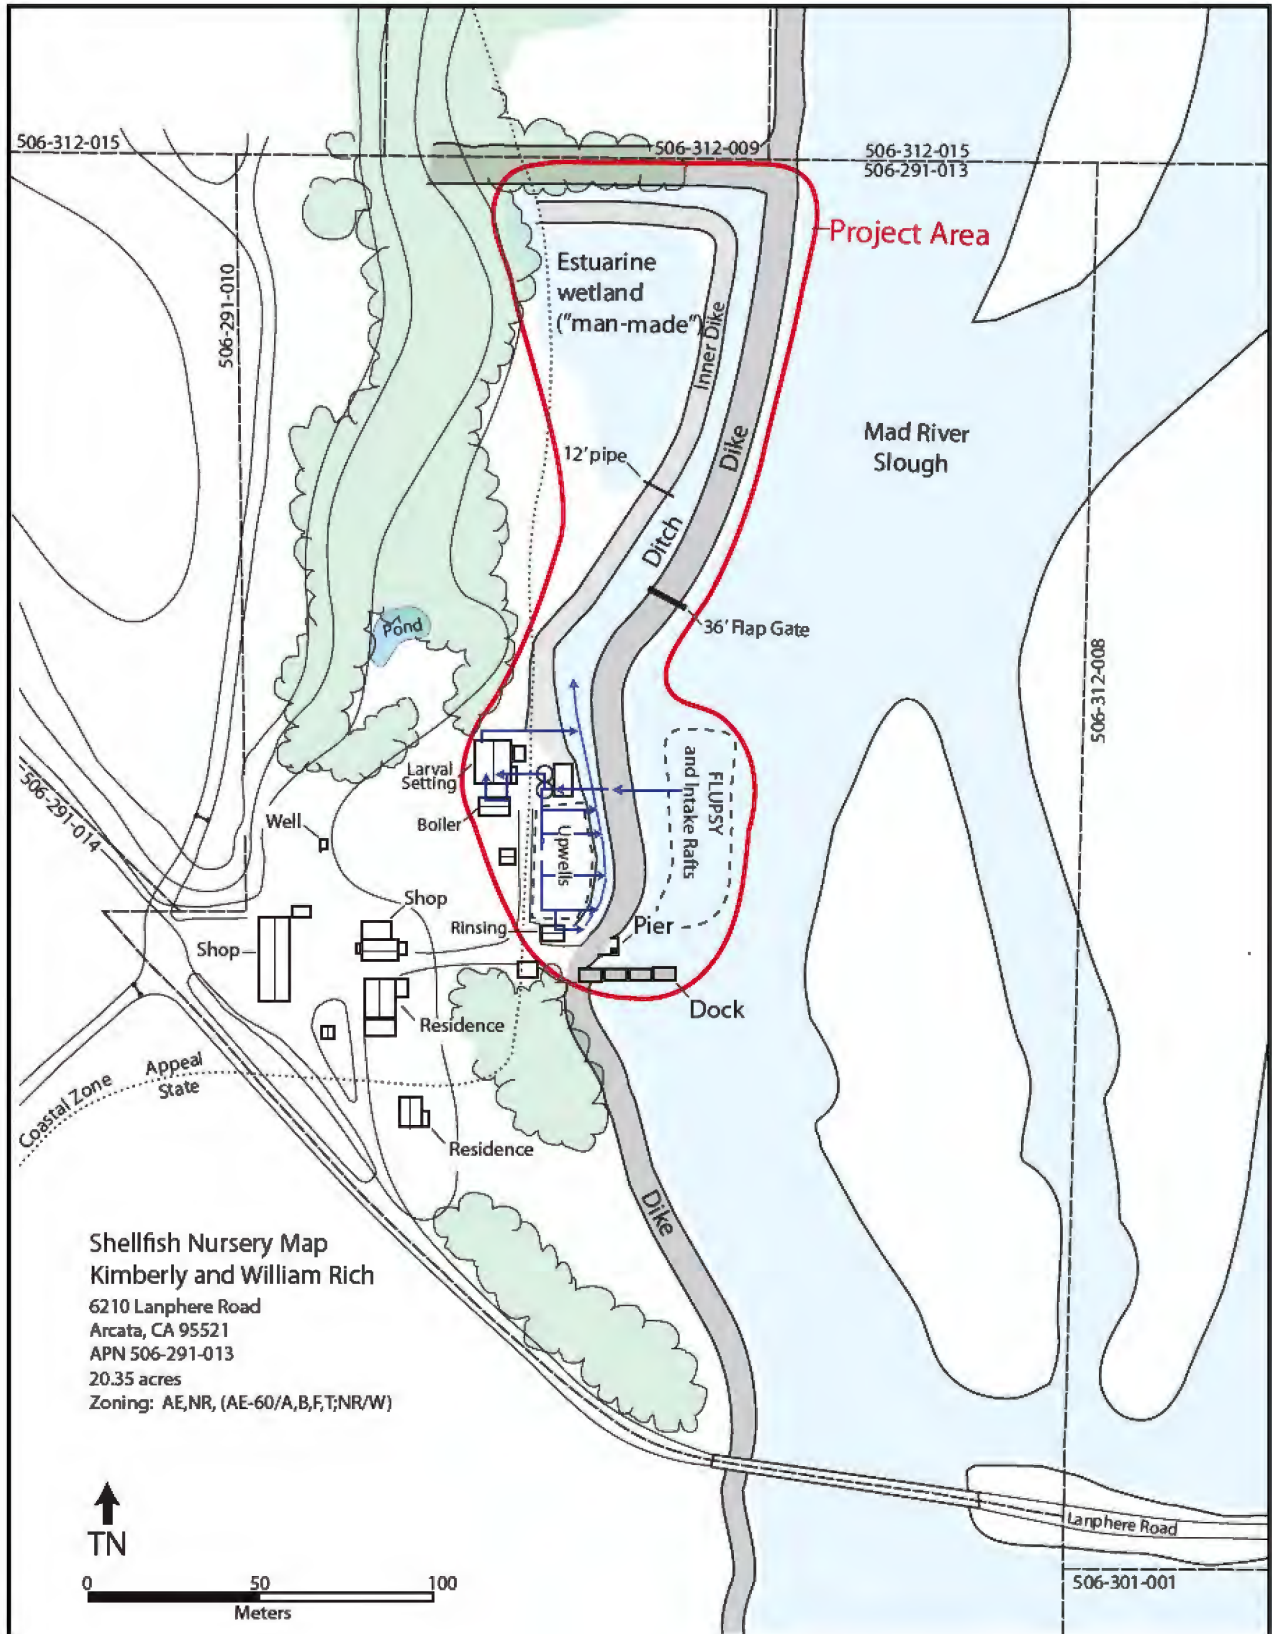 506-312-015
506-312-009
506-312-015
506-291-013
Project Area
506-291-010
Estuarine
wetland
("man-made")
Inner Dike
Dike
Mad River
Slough
12' pipe
Ditch
Pond
36' Flap Gate
506-312-008
Larval
Setting
FLUPSY
and Intake Rafts
506-291-014
Boiler
Well
Upwells
Shop
Rinsing
Pier
Shop
Dock
Residence
Appeal
State
Coastal Zone
Residence
Dike
Shellfish Nursery Map
Kimberly and William Rich
6210 Lanphere Road
Arcata, CA 95521
APN 506-291-013
20.35 acres
Zoning: AE,NR, (AE-60/A,B,F,T;NR/W)
TN
Lanphere Road
506-301-001
0 50 100
Meters